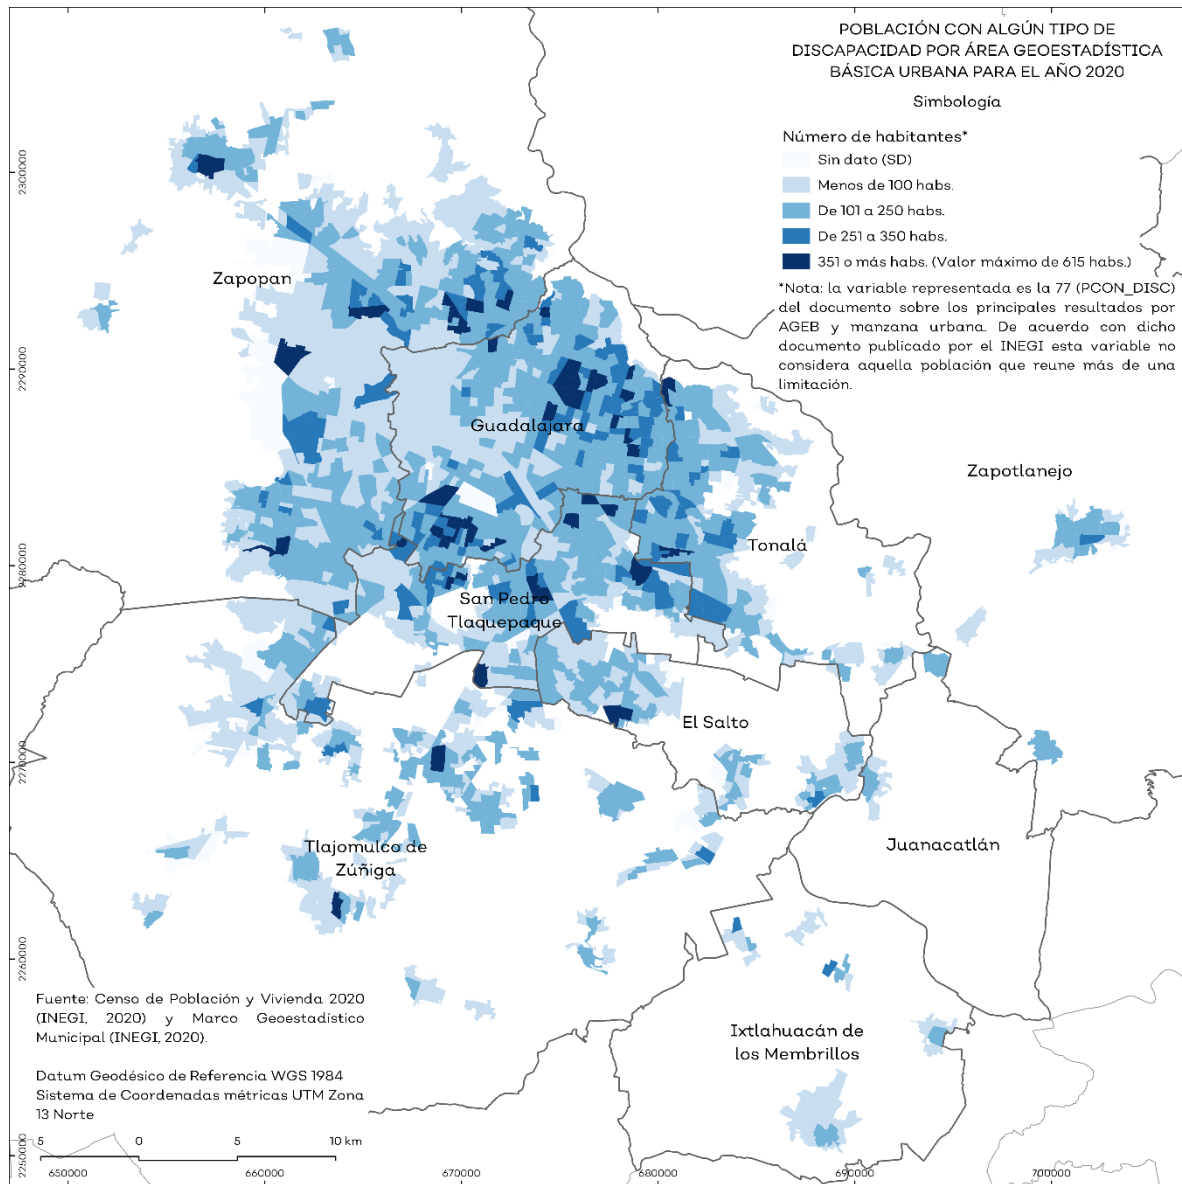 POBLACIÓN CON ALGÚN TIPO DE
DISCAPACIDAD POR ÁREA GEOESTADÍSTICA
BÁSICA URBANA PARA EL AÑO 2020
Simbología
Número de habitantes*
Sin dato (SD)
Menos de 100 habs.
De 101 a 250 habs.
De 251 a 350 habs.
351 o más habs. (Valor máximo de 615 habs.)
*Nota: la variable representada es la 77 (PCON_DISC)
del documento sobre los principales resultados por
AGEB y manzana urbana. De acuerdo con dicho
documento publicado por el INEGI esta variable no
considera aquella población que reune más de una
limitación.
2300000
2290000
2280000
2270000
2260000
2250000
Zapopan
Guadalajara
Zapotlanejo
Tonalá
San Pedro
Tlaquepaque
El Salto
Tlajomulco de
Zúñiga
Juanacatlán
Ixtlahuacán de
los Membrillos
Fuente: Censo de Población y Vivienda 2020
(INEGI, 2020) y Marco Geoestadístico
Municipal (INEGI, 2020).
Datum Geodésico de Referencia WGS 1984
Sistema de Coordenadas métricas UTM Zona
13 Norte
5 0 5 10 km
650000 660000 670000 680000 690000 700000